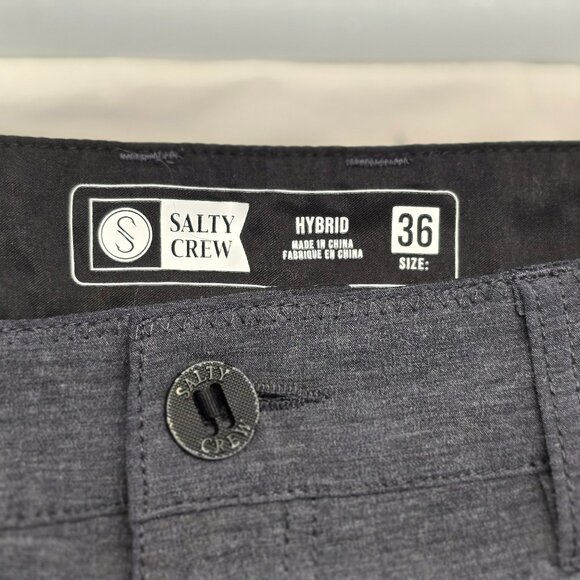 S
SALTY
CREW
HYBRID
MADE IN CHINA
FABRIQUE EN CHINA
36
SIZE:
SALTY
CREW